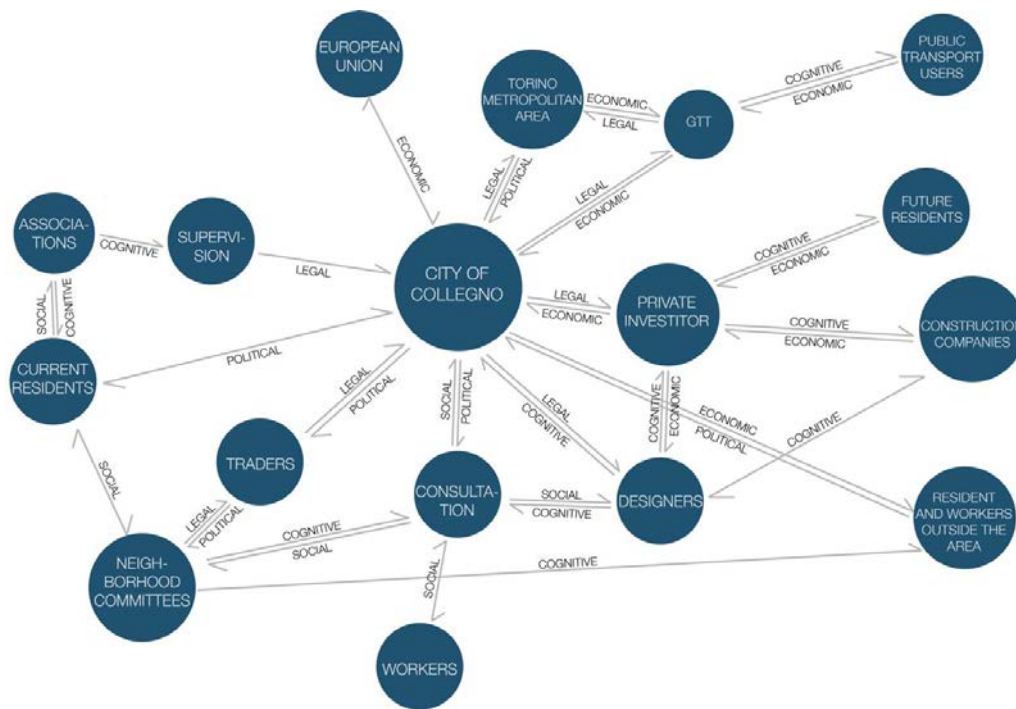 EUROPEAN
UNION
TORINO
METROPOLITAN
AREA
ECONOMIC
LEGAL
GTT
COGNITIVE
ECONOMIC
PUBLIC
TRANSPORT
USERS
ECONOMIC
LEGAL
POLITICAL
LEGAL
ECONOMIC
ASSOCIA-
TIONS
COGNITIVE
SUPERVI-
SION
LEGAL
CITY OF
COLLEGNO
LEGAL
ECONOMIC
PRIVATE
INVESTITOR
COGNITIVE
ECONOMIC
FUTURE
RESIDENTS
COGNITIVE
ECONOMIC
CONSTRUCTION
COMPANIES
SOCIAL
COGNITIVE
CURRENT
RESIDENTS
POLITICAL
LEGAL
POLITICAL
SOCIAL
POLITICAL
LEGAL
COGNITIVE
COGNITIVE
ECONOMIC
ECONOMIC
POLITICAL
COGNITIVE
SOCIAL
TRADERS
LEGAL
POLITICAL
CONSULTA-
TION
SOCIAL
COGNITIVE
DESIGNERS
RESIDENT
AND WORKERS
OUTSIDE THE
AREA
COGNITIVE
SOCIAL
NEIGH-
BORHOOD
COMMITTEES
COGNITIVE
SOCIAL
WORKERS